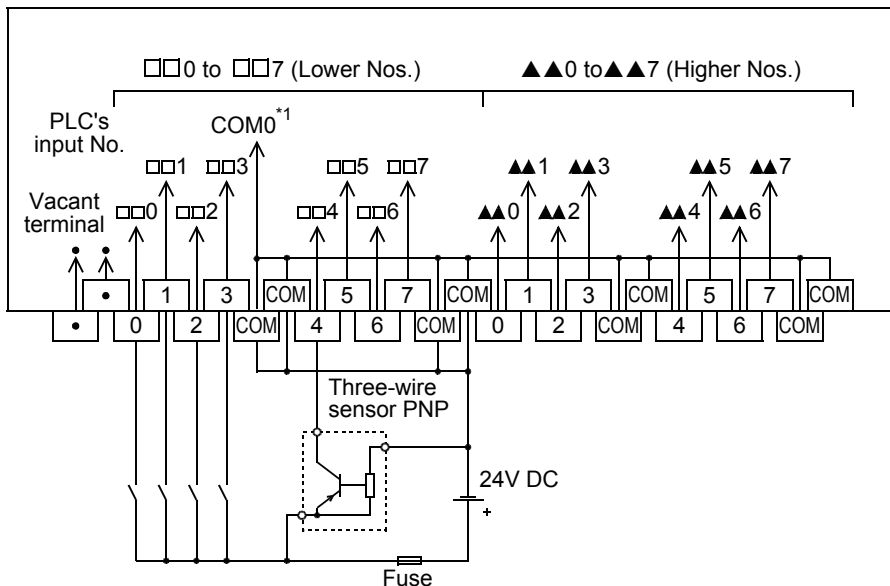 □□0 to □□7 (Lower Nos.) ▲▲0 to ▲▲7 (Higher Nos.)
PLC's
input No.
COM0*1
□□1 □□3 □□5 □□7 ▲▲1 ▲▲3 ▲▲5 ▲▲7
Vacant
terminal
□□0 □□2 □□4 □□6 ▲▲0 ▲▲2 ▲▲4 ▲▲6
• •
• 1 3 COM 5 7 COM 1 3 COM 5 7 COM
• 0 2 COM 4 6 COM 0 2 COM 4 6 COM
Three-wire
sensor PNP
24V DC
+
Fuse